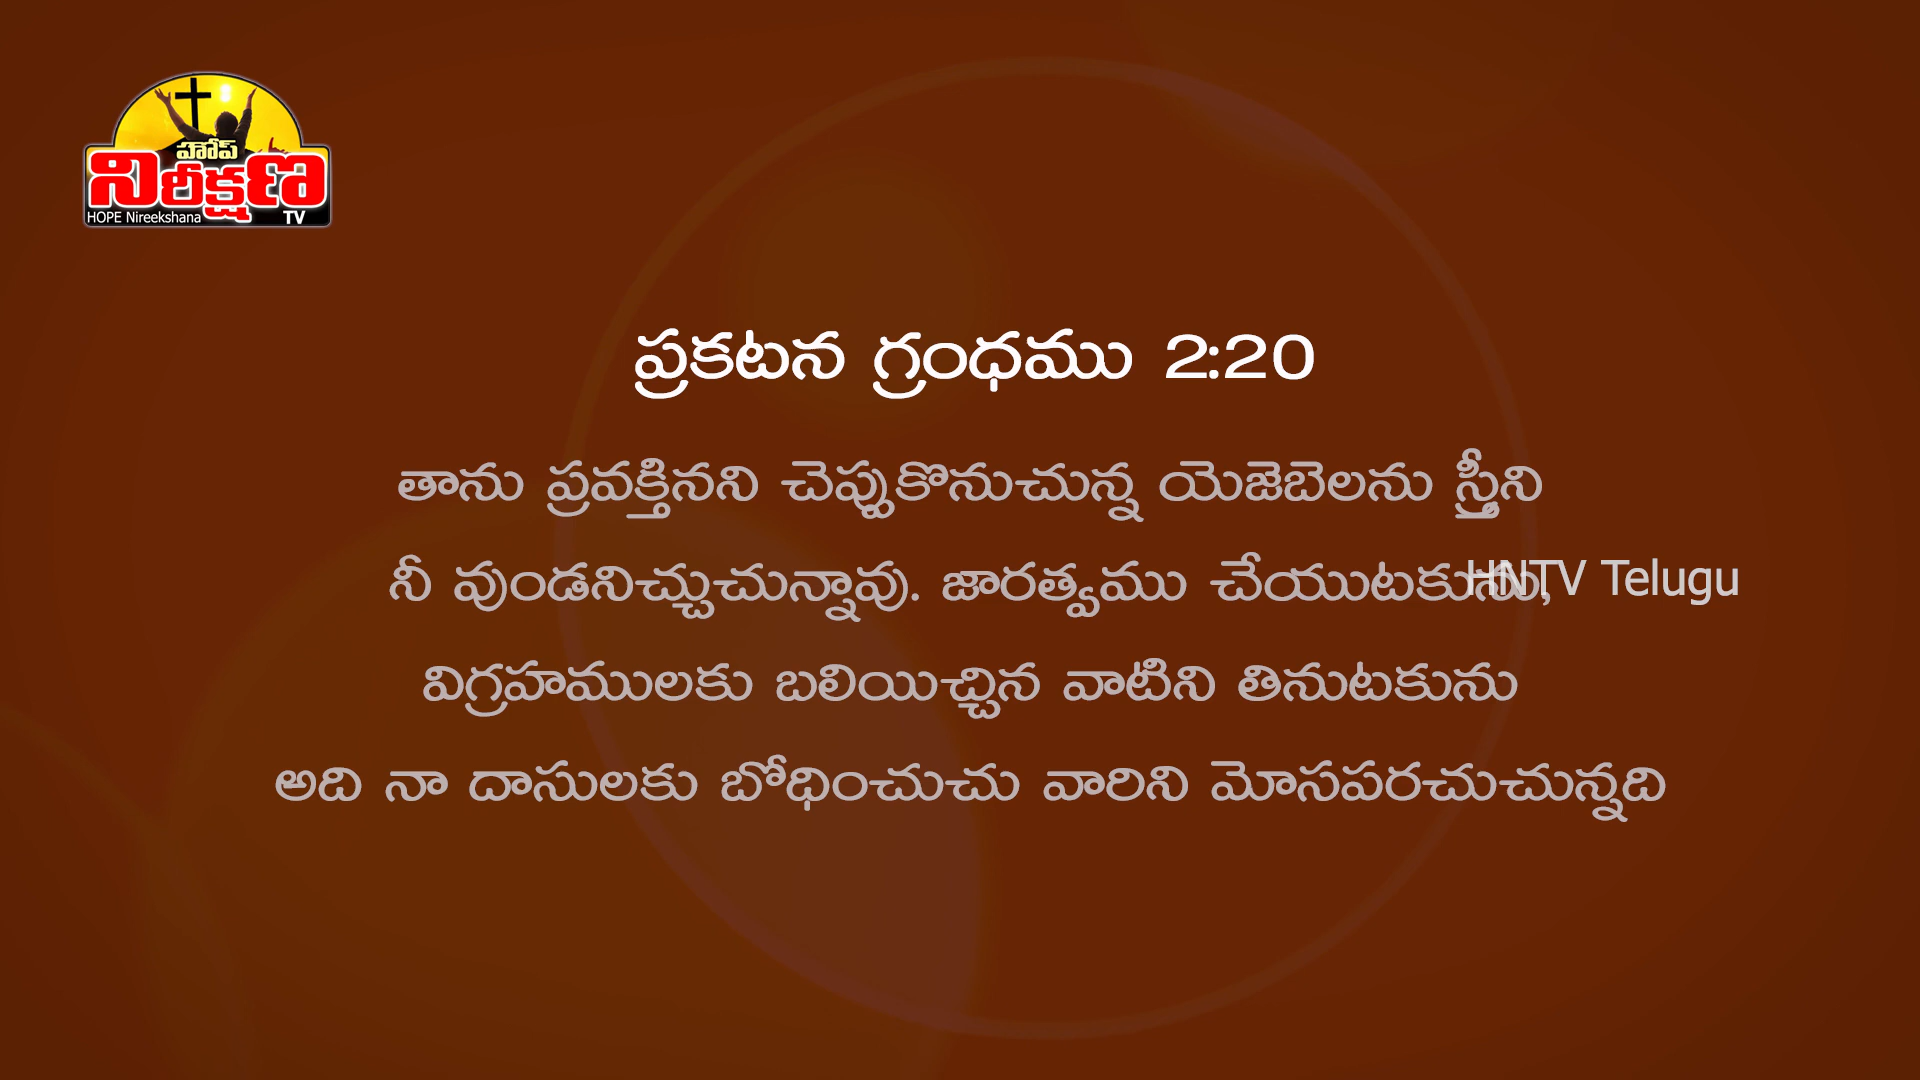 హోప్
నిరీక్షణ
HOPE Nireekshana TV
ప్రకటన గ్రంధము 2:20
తాను ప్రవక్తినని చెప్పుకొనుచున్న యెజెబెలను స్త్రీని
నీ వుండనిచ్చుచున్నావు. జారత్వము చేయుటకును,
HNTV Telugu
విగ్రహములకు బలియిచ్చిన వాటిని తినుటకును
అది నా దాసులకు బోధించుచు వారిని మోసపరచుచున్నది